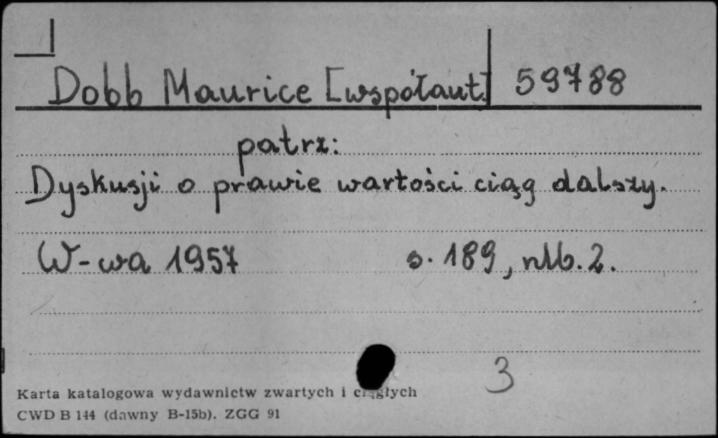 Dobb Maurice [współaut.] 59788
patrz:
Dyskusji o prawie wartości ciąg dalszy.
W-wa 1957 s. 189, nlb. 2.
3
Karta katalogowa wydawnictw zwartych i ciągłych
CWD B 144 (dawny B-15b). ZGG 91